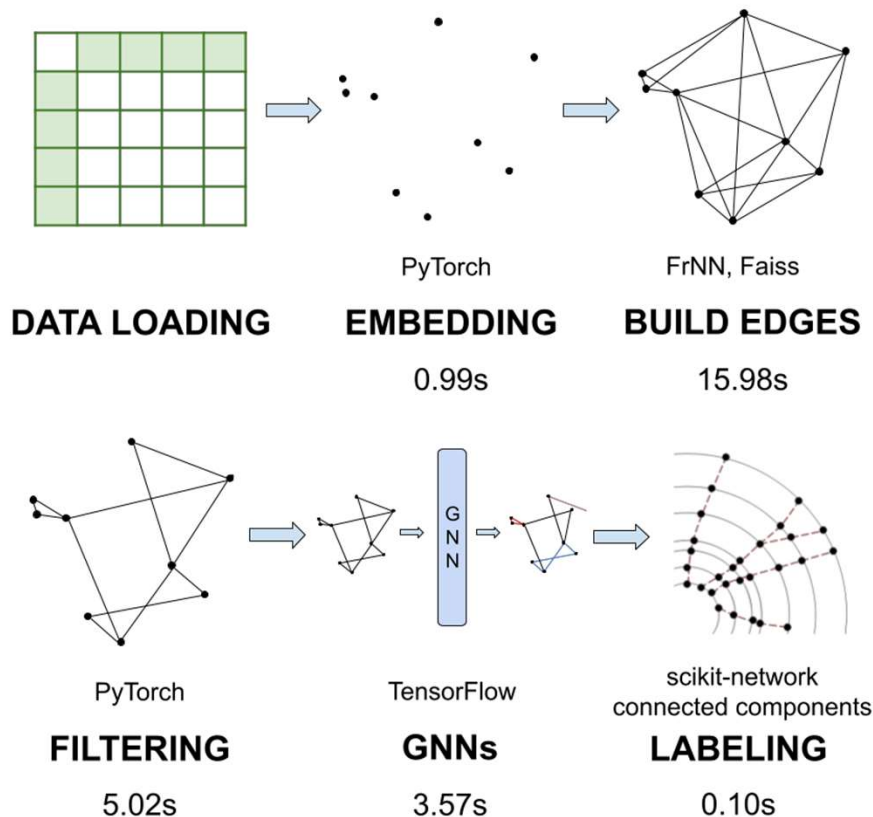 PyTorch
FrNN, Faiss
DATA LOADING
EMBEDDING
BUILD EDGES
0.99s
15.98s
G
N
N
PyTorch
TensorFlow
scikit-network
connected components
FILTERING
GNNs
LABELING
5.02s
3.57s
0.10s